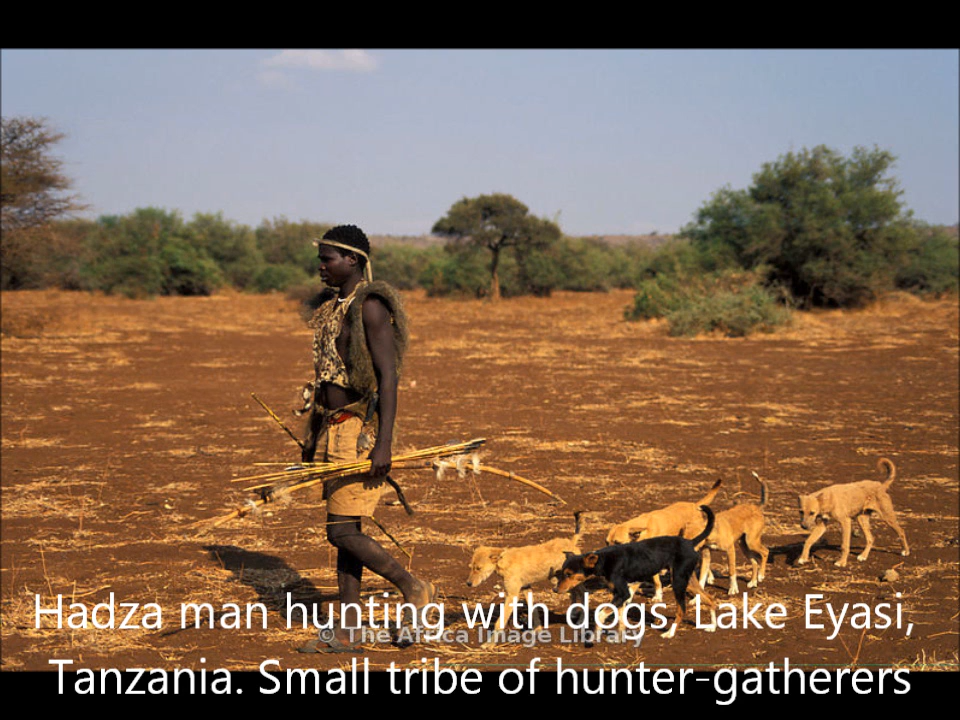 Hadza man hunting with dogs, Lake Eyasi,
© The Africa Image Library
Tanzania. Small tribe of hunter-gatherers